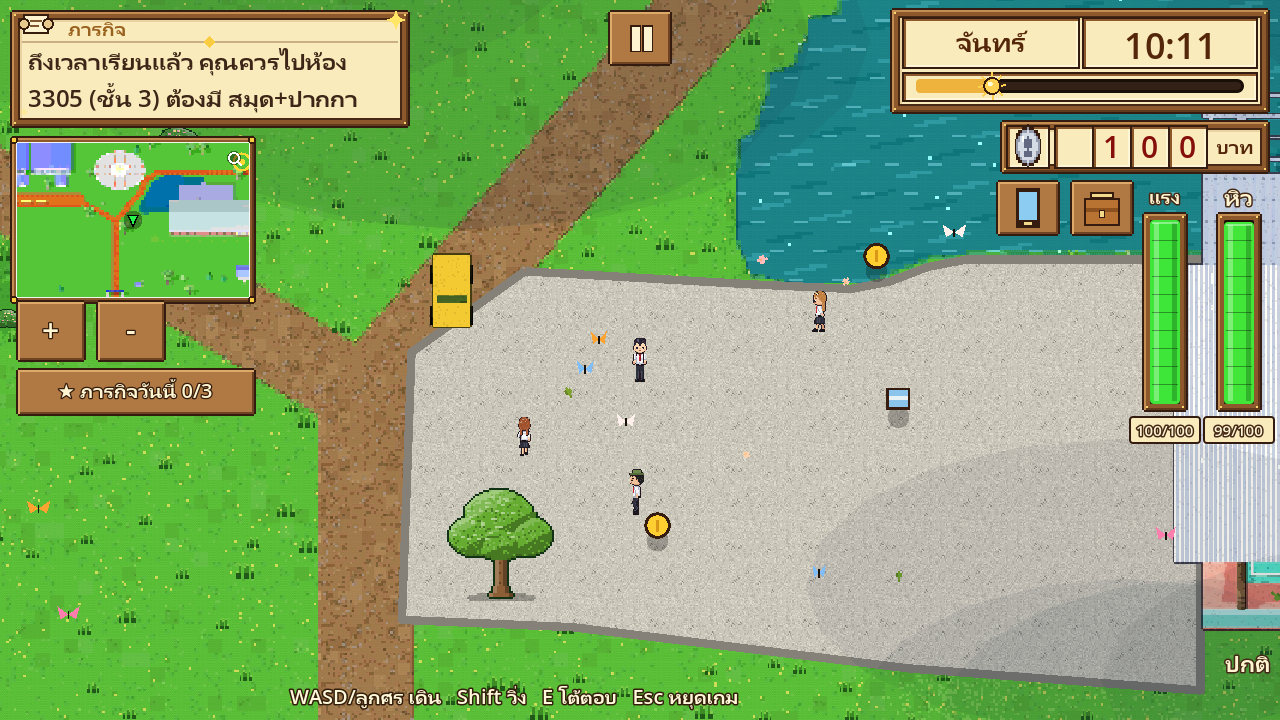 ภารกิจ
ถึงเวลาเรียนแล้ว คุณควรไปห้อง
3305 (ชั้น 3) ต้องมี สมุด+ปากกา
จันทร์
10:11
100 บาท
แรง
หิว
+
-
★ ภารกิจวันนี้ 0/3
100/100
99/100
ปกติ
WASD/ลูกศร เดิน Shift วิ่ง E โต้ตอบ Esc หยุดเกม